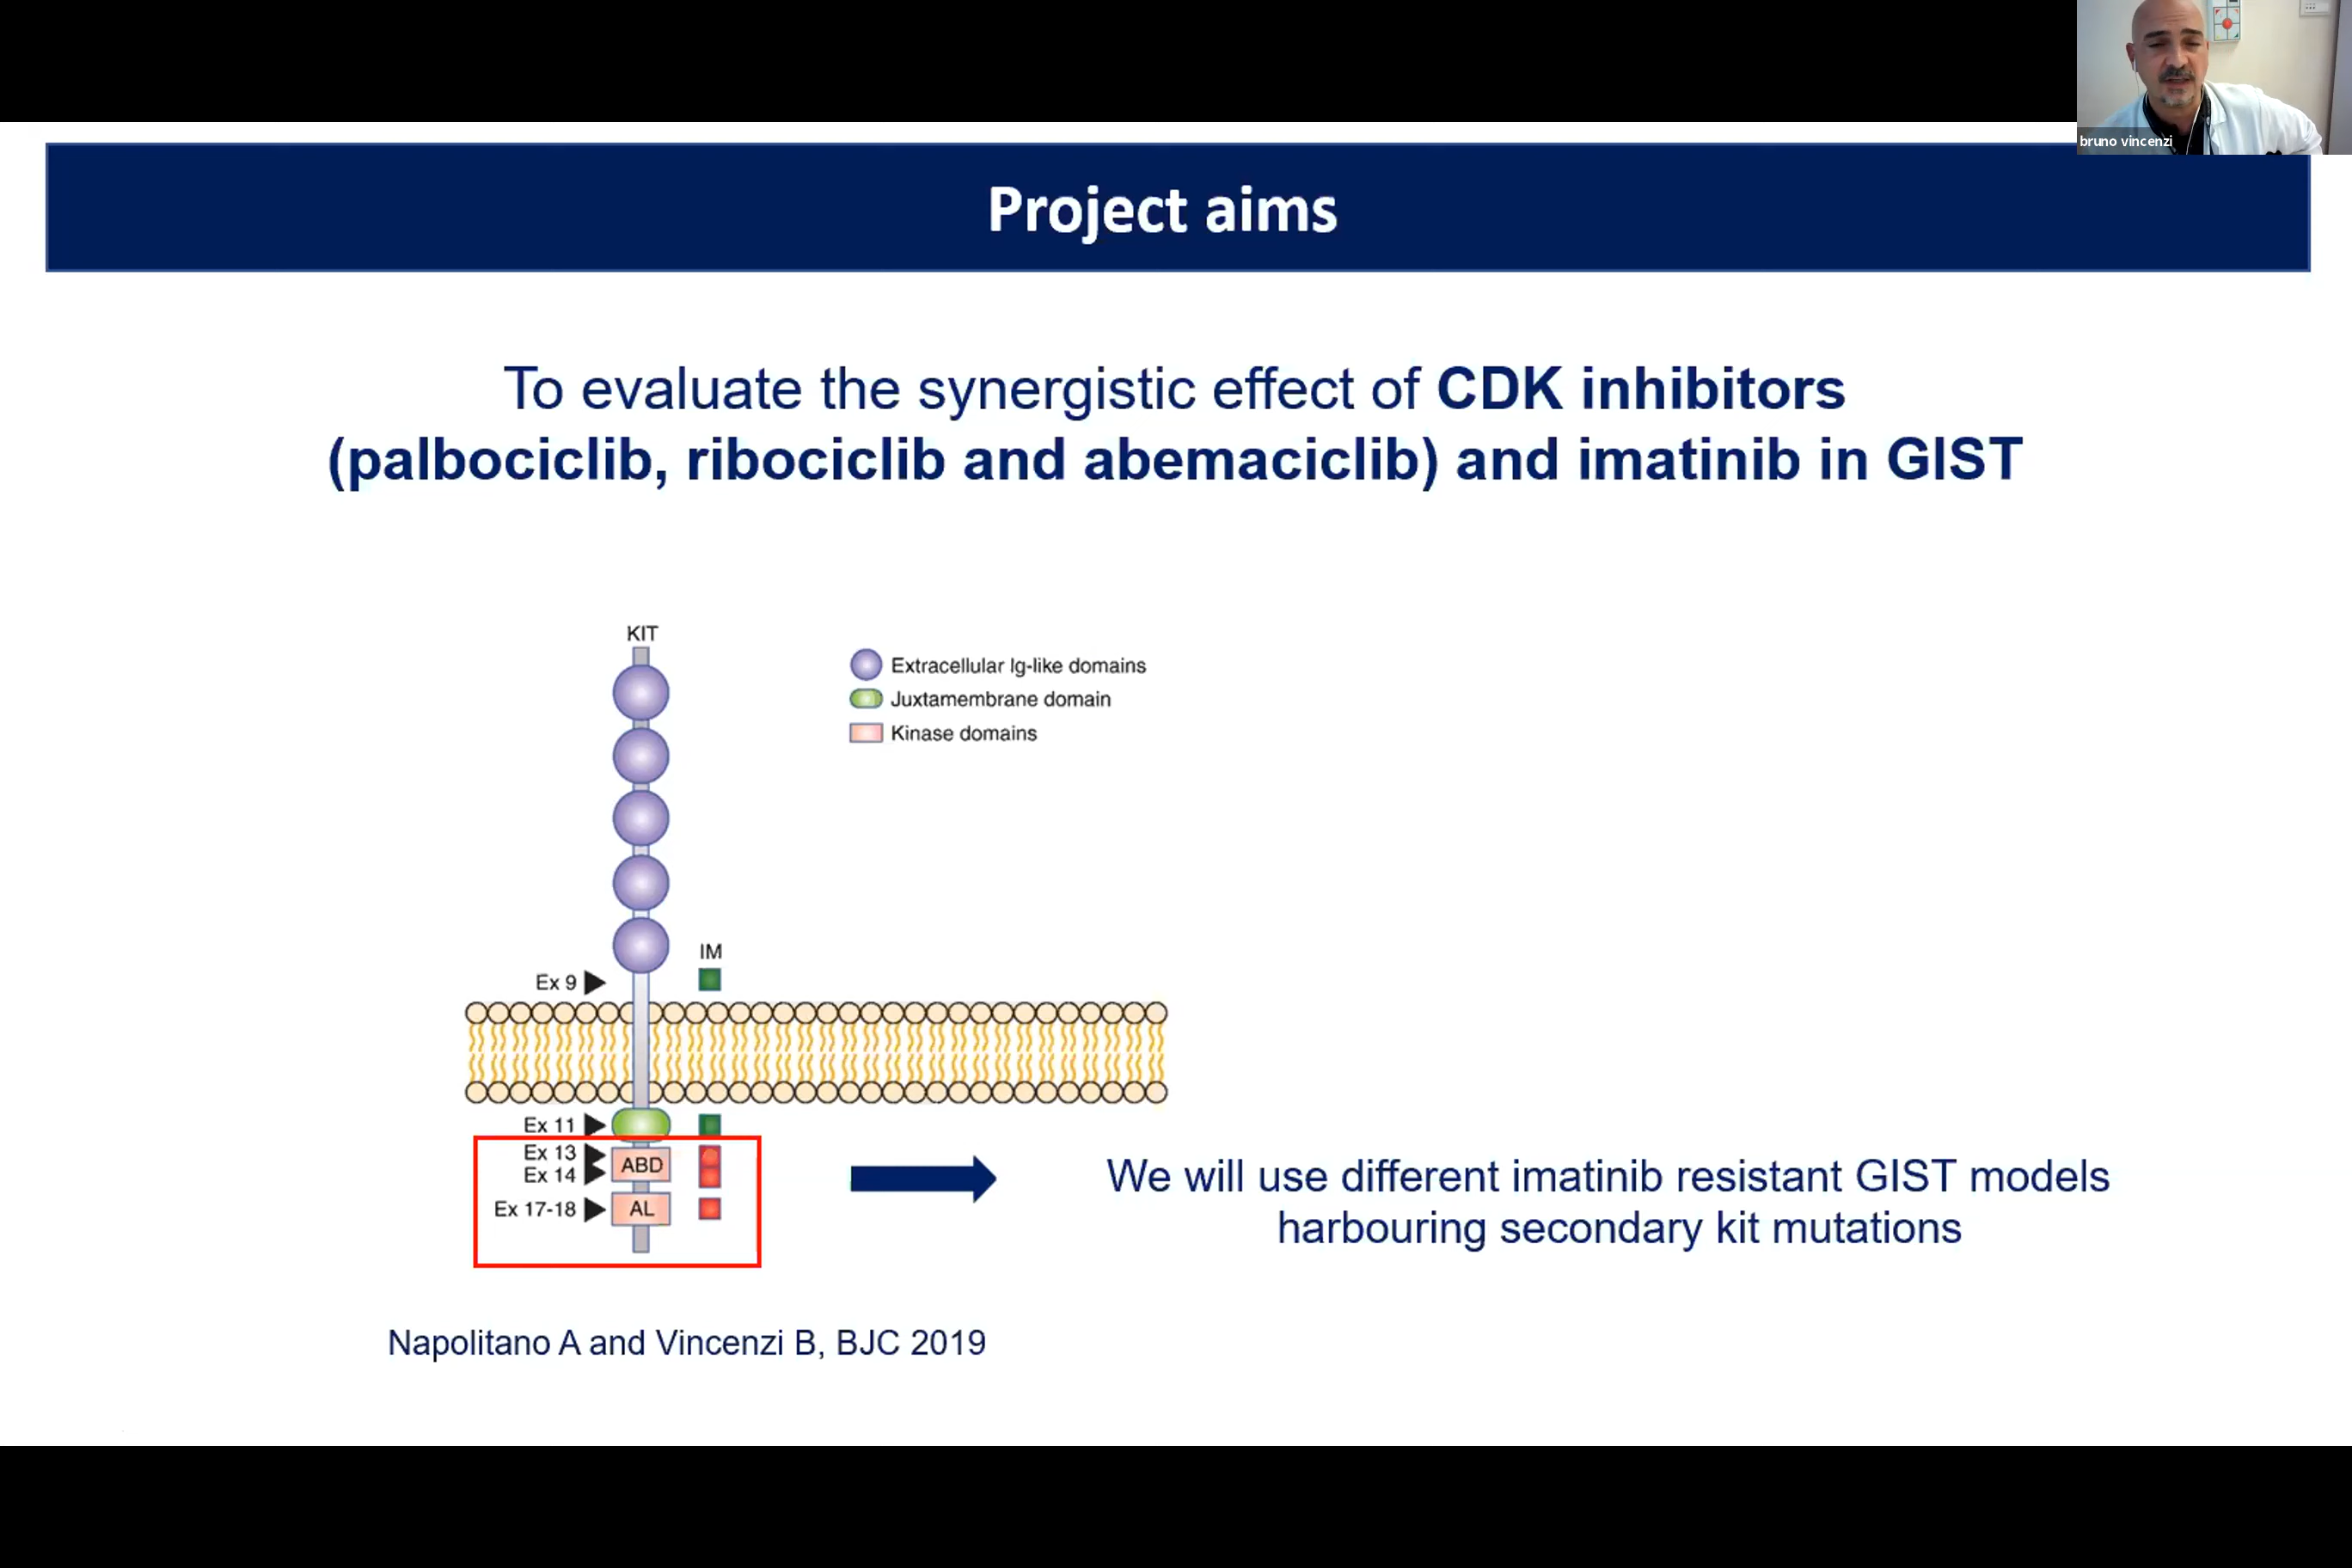 bruno vincenzi
Project aims
To evaluate the synergistic effect of CDK inhibitors
(palbociclib, ribociclib and abemaciclib) and imatinib in GIST
KIT
Extracellular Ig-like domains
Juxtamembrane domain
Kinase domains
IM
Ex 9
Ex 11
Ex 13
Ex 14
ABD
Ex 17-18
AL
We will use different imatinib resistant GIST models
harbouring secondary kit mutations
Napolitano A and Vincenzi B, BJC 2019